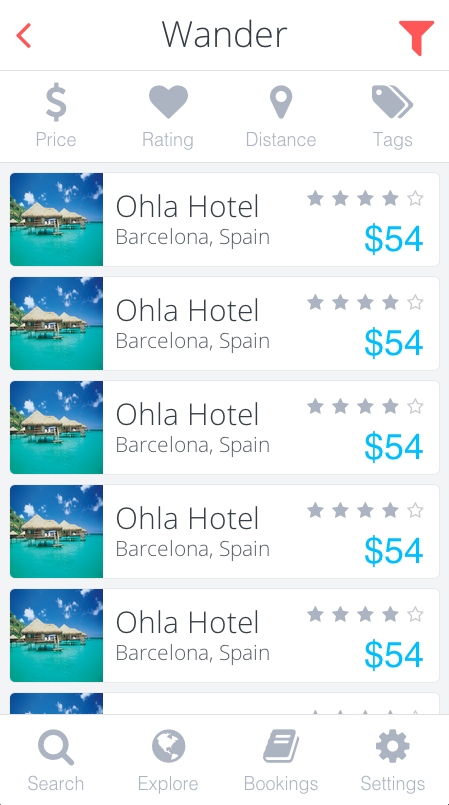 Wander
Price Rating Distance Tags
Ohla Hotel
Barcelona, Spain
$54
Ohla Hotel
Barcelona, Spain
$54
Ohla Hotel
Barcelona, Spain
$54
Ohla Hotel
Barcelona, Spain
$54
Ohla Hotel
Barcelona, Spain
$54
Search Explore Bookings Settings